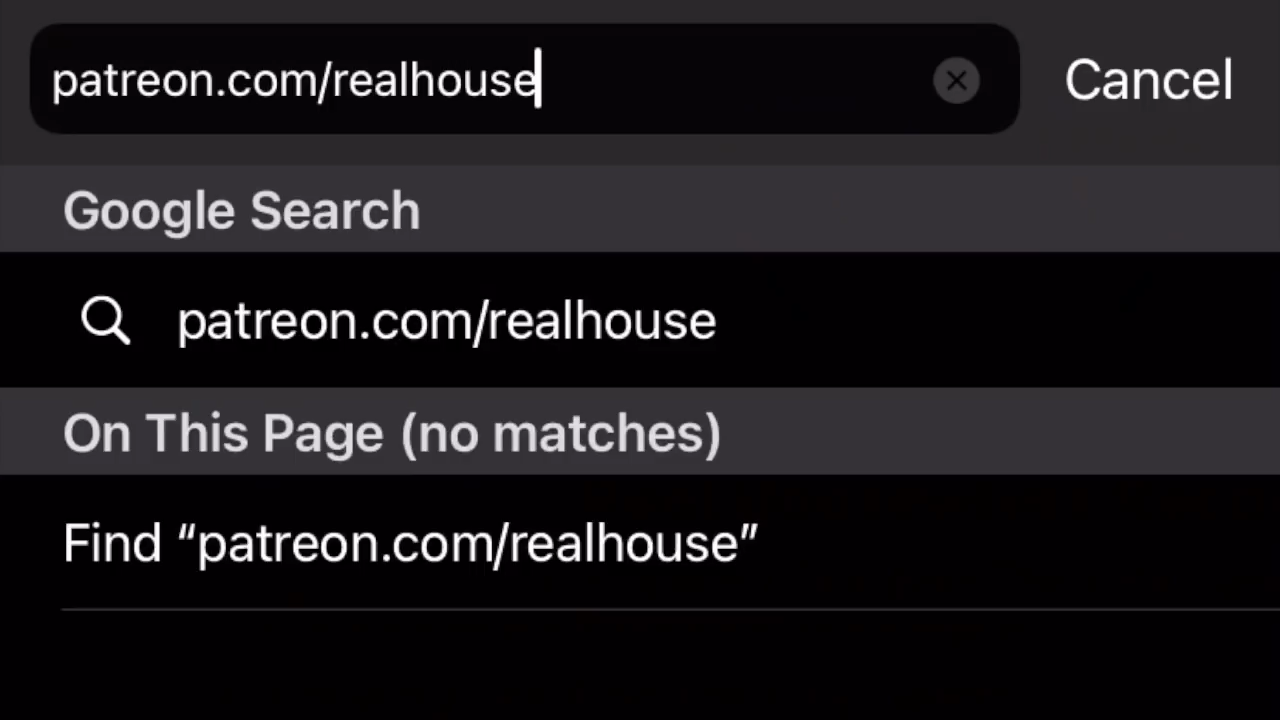 patreon.com/realhouse
Cancel
Google Search
patreon.com/realhouse
On This Page (no matches)
Find “patreon.com/realhouse”